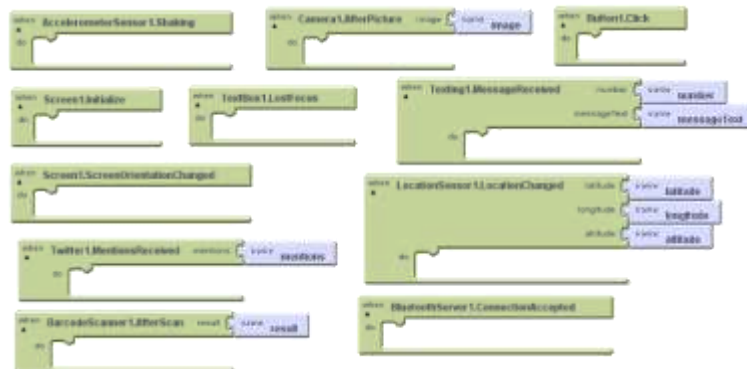 when AccelerometerSensor1.Shaking
do
when Camera1.AfterPicture image name image
do
when Button1.Click
do
when Screen1.Initialize
do
when TextBox1.LostFocus
do
when Texting1.MessageReceived number name number
messageText name messageText
do
when Screen1.ScreenOrientationChanged
do
when LocationSensor1.LocationChanged latitude name latitude
longitude name longitude
altitude name altitude
do
when Twitter1.MentionsReceived mentions name mentions
do
when BluetoothServer1.ConnectionAccepted
do
when BarcodeScanner1.AfterScan result name result
do